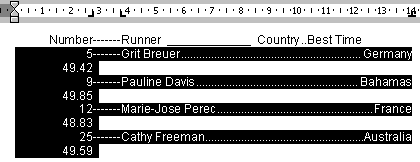 1 2 3 4 5 6 7 8 9 10 11 12 13 14
Number-------Runner ________________ Country..Best Time
5-------Grit Breuer........................................................Germany
49.42
9-------Pauline Davis.....................................................Bahamas
49.85
12-------Marie-Jose Perec...............................................France
48.83
25-------Cathy Freeman................................................Australia
49.59